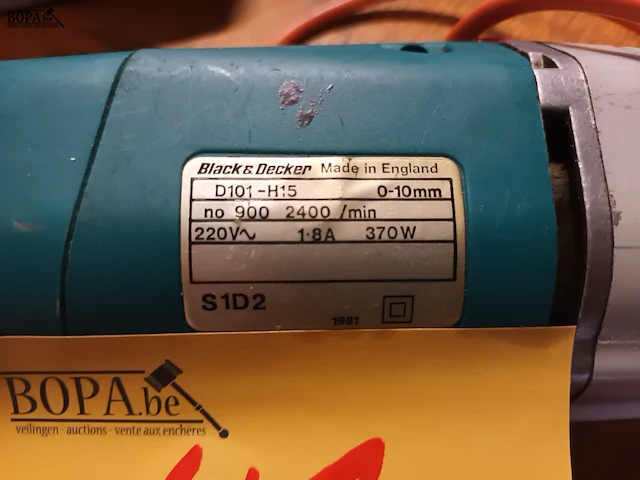 BOPA.be
Black & Decker Made in England
D101-H15 0-10mm
no 900 2400 /min
220V∿ 1·8A 370W
S1D2
1981
BOPA.be
veilingen - auctions - vente aux enchères